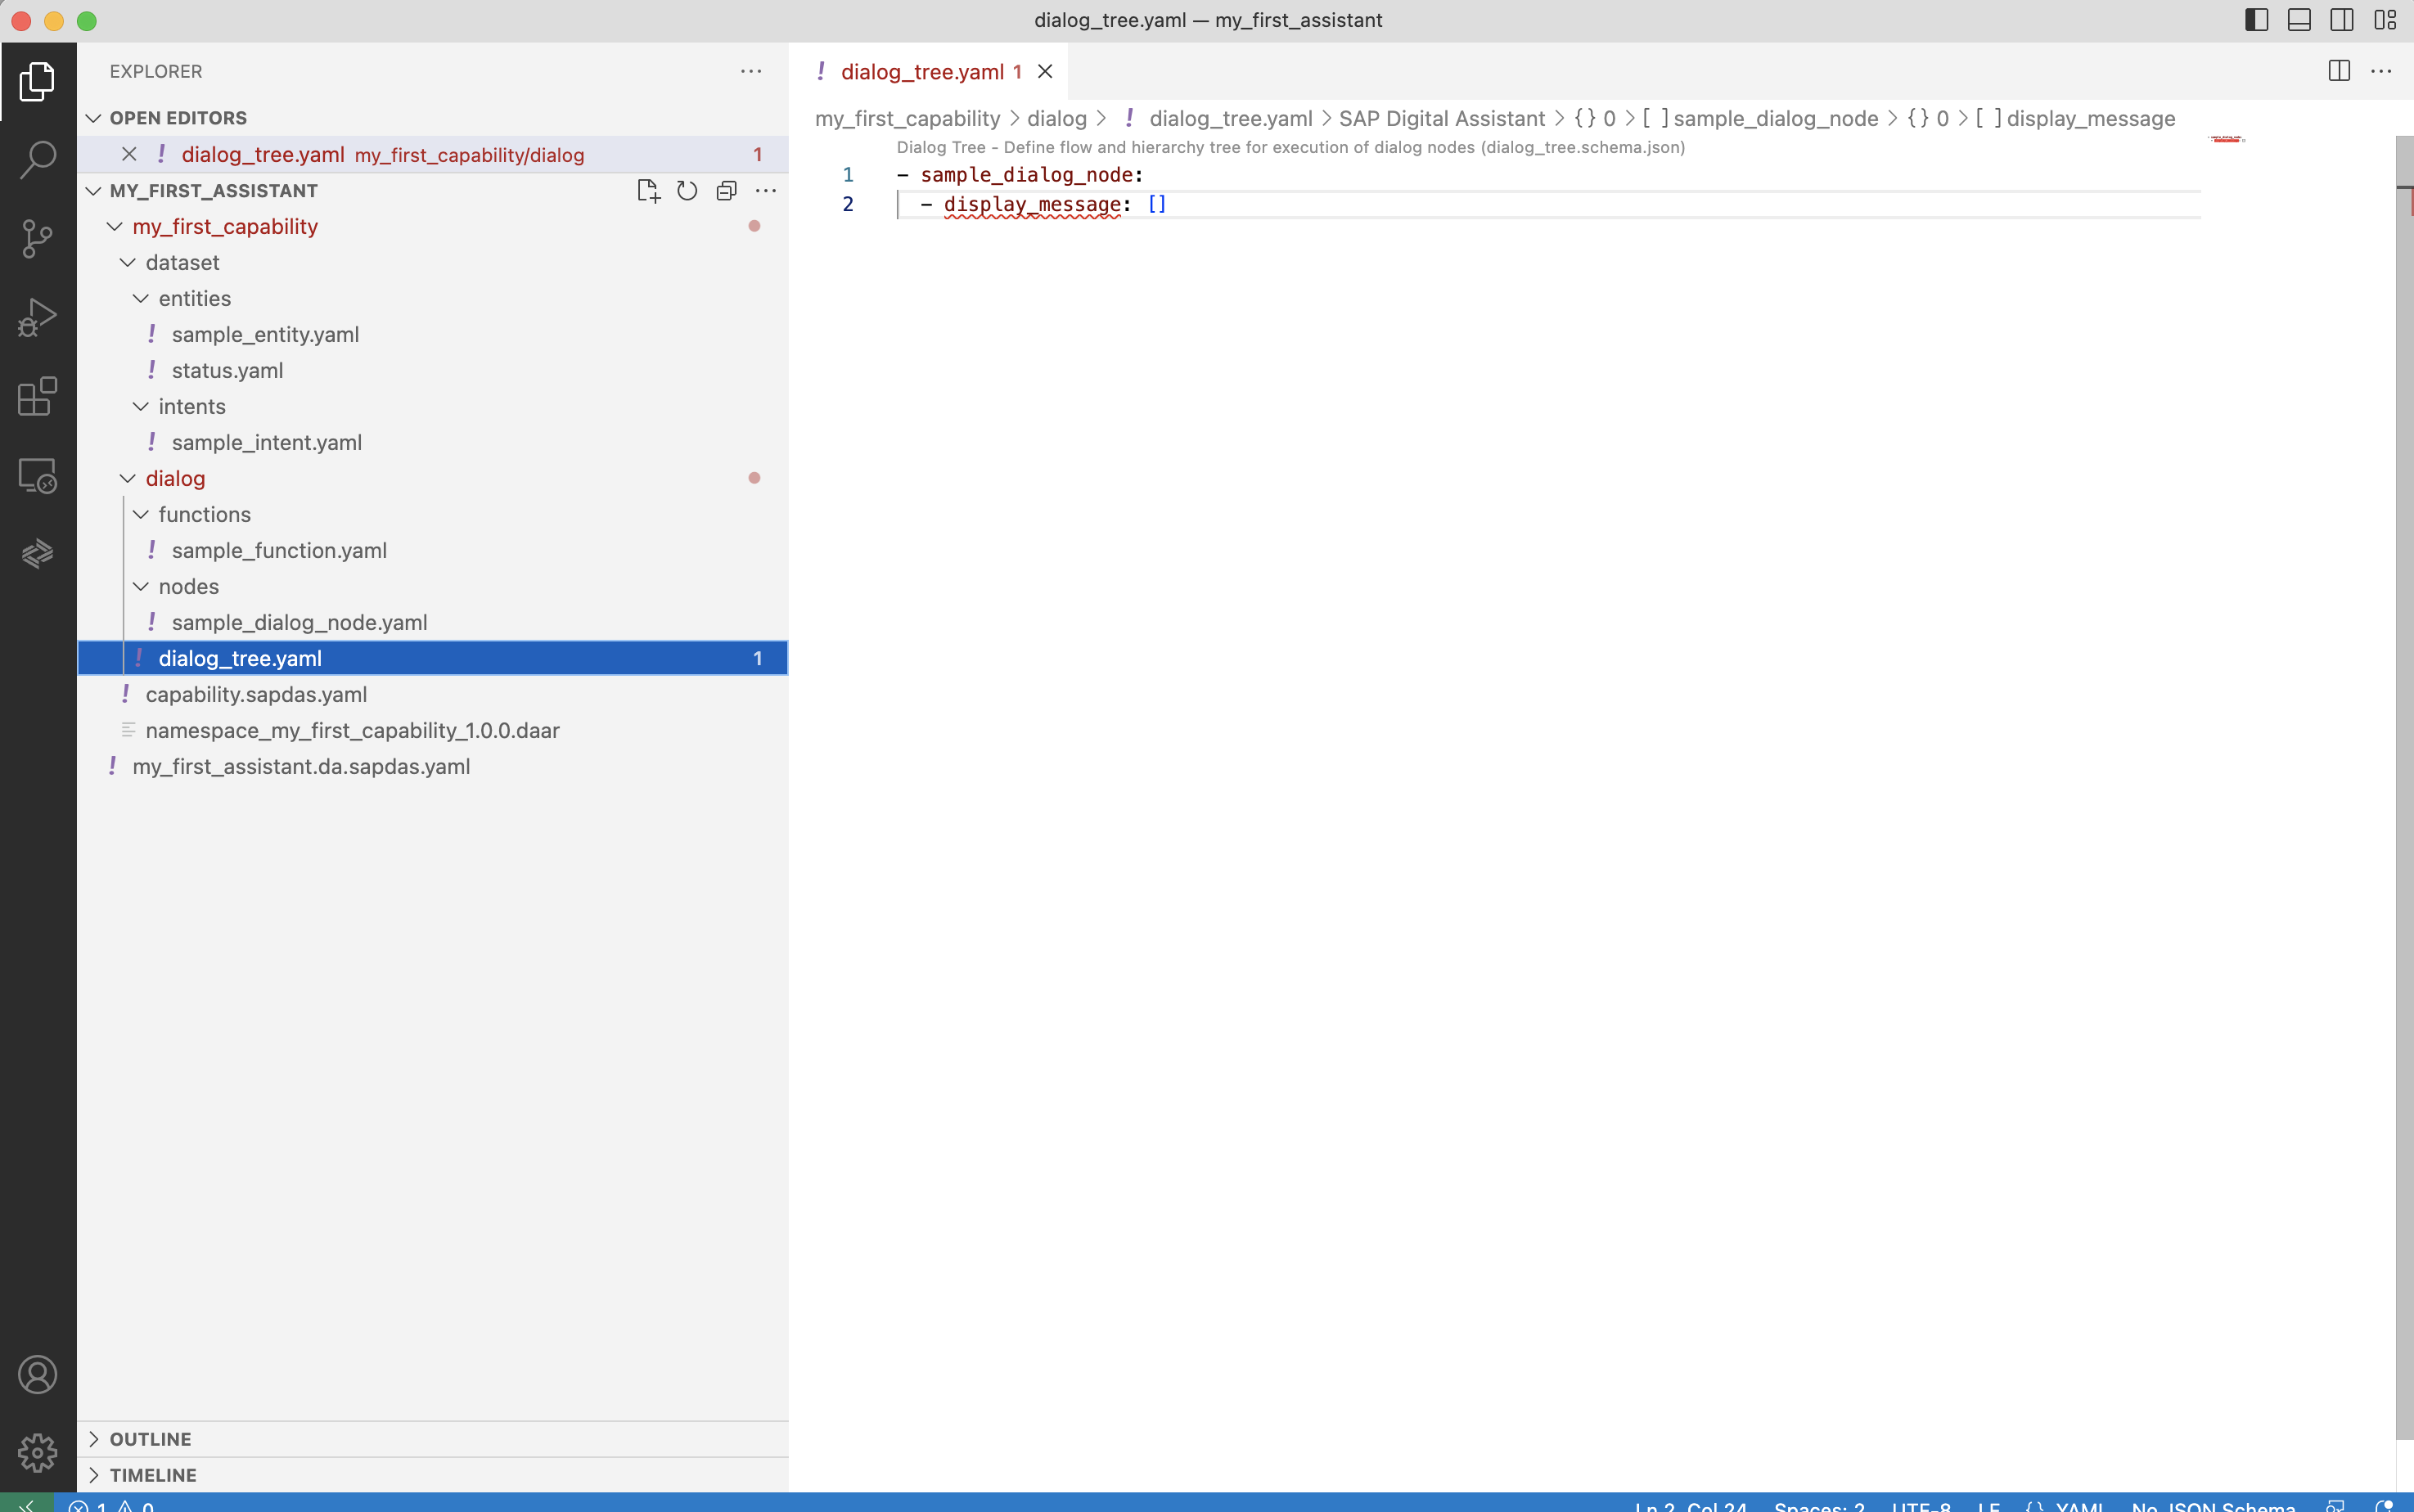 dialog_tree.yaml — my_first_assistant
EXPLORER
OPEN EDITORS
! dialog_tree.yaml my_first_capability/dialog 1
MY_FIRST_ASSISTANT
my_first_capability
dataset
entities
! sample_entity.yaml
! status.yaml
intents
! sample_intent.yaml
dialog
functions
! sample_function.yaml
nodes
! sample_dialog_node.yaml
! dialog_tree.yaml 1
! capability.sapdas.yaml
namespace_my_first_capability_1.0.0.daar
! my_first_assistant.da.sapdas.yaml
OUTLINE
TIMELINE
! dialog_tree.yaml 1
my_first_capability > dialog > ! dialog_tree.yaml > SAP Digital Assistant > {} 0 > [ ] sample_dialog_node > {} 0 > [ ] display_message
Dialog Tree - Define flow and hierarchy tree for execution of dialog nodes (dialog_tree.schema.json)
1 - sample_dialog_node:
2 - display_message: []
1 0 Ln 2, Col 24 Spaces: 2 UTF-8 LF {} YAML No JSON Schema